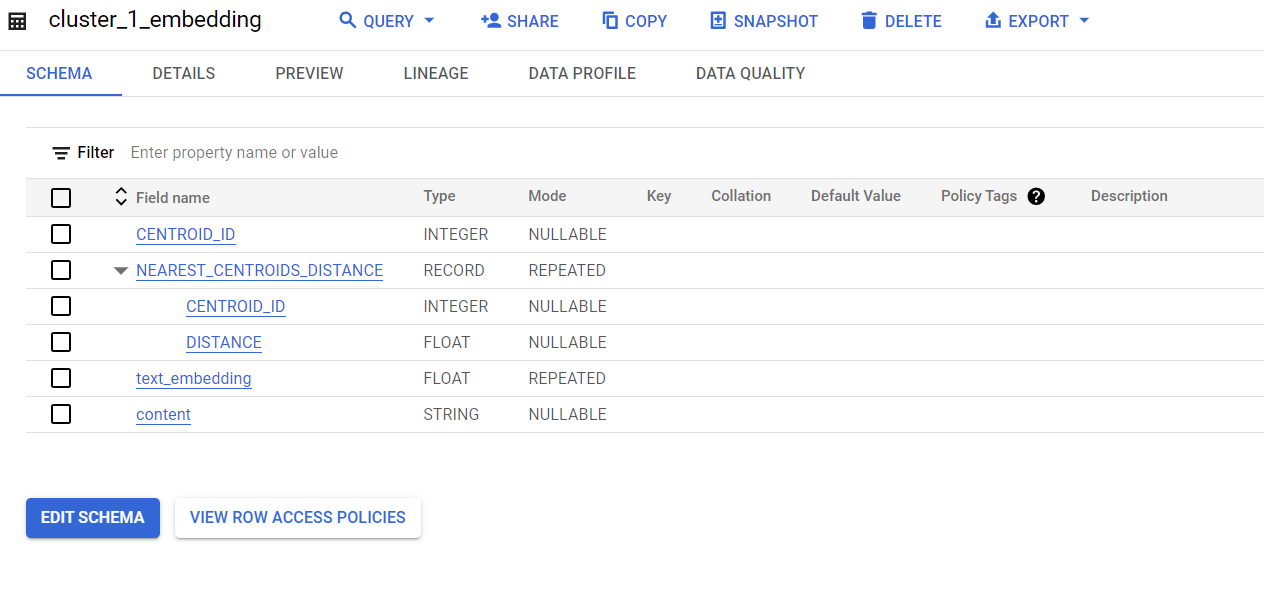 cluster_1_embedding QUERY SHARE COPY SNAPSHOT DELETE EXPORT
SCHEMA DETAILS PREVIEW LINEAGE DATA PROFILE DATA QUALITY
Filter Enter property name or value
Field name Type Mode Key Collation Default Value Policy Tags ? Description
CENTROID_ID INTEGER NULLABLE
NEAREST_CENTROIDS_DISTANCE RECORD REPEATED
CENTROID_ID INTEGER NULLABLE
DISTANCE FLOAT NULLABLE
text_embedding FLOAT REPEATED
content STRING NULLABLE
EDIT SCHEMA VIEW ROW ACCESS POLICIES